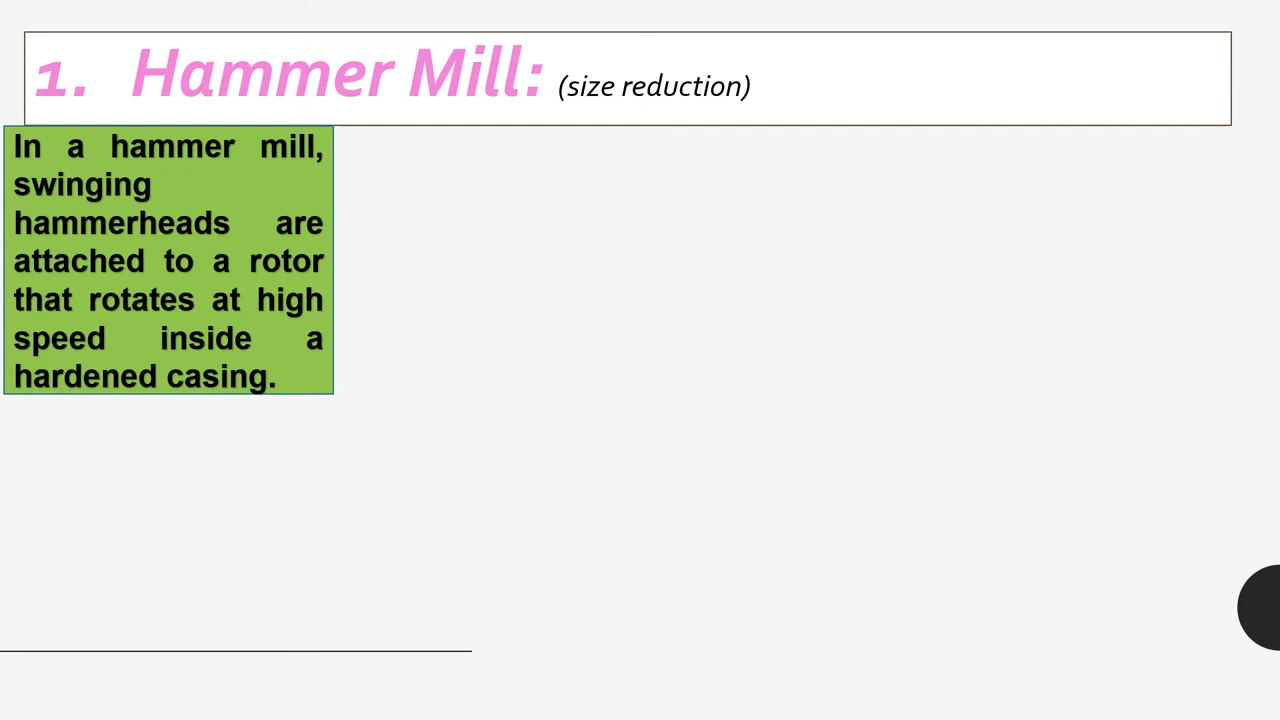 1. Hammer Mill: (size reduction)
In a hammer mill,
swinging
hammerheads are
attached to a rotor
that rotates at high
speed inside a
hardened casing.